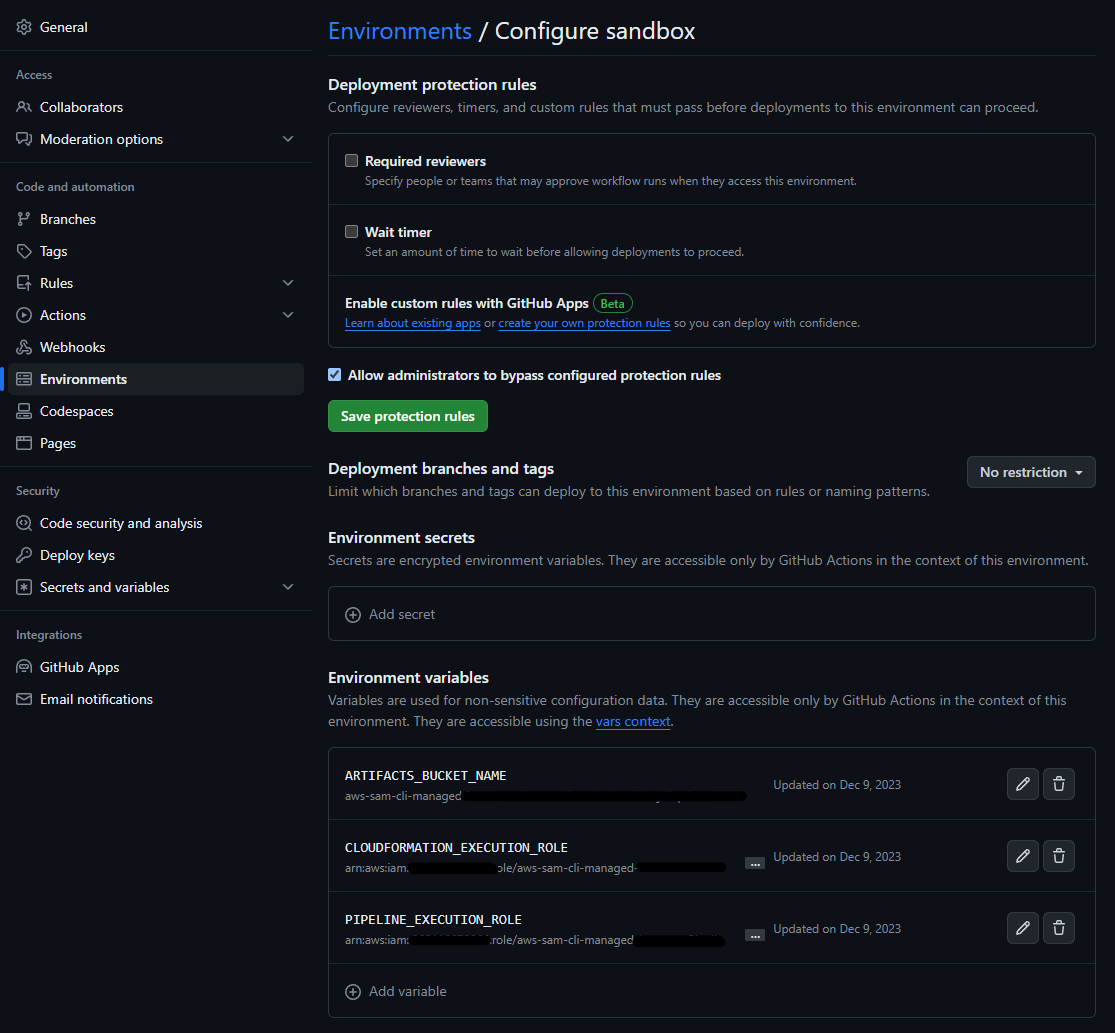 General
Access
Collaborators
Moderation options
Code and automation
Branches
Tags
Rules
Actions
Webhooks
Environments
Codespaces
Pages
Security
Code security and analysis
Deploy keys
Secrets and variables
Integrations
GitHub Apps
Email notifications
Environments / Configure sandbox
Deployment protection rules
Configure reviewers, timers, and custom rules that must pass before deployments to this environment can proceed.
Required reviewers
Specify people or teams that may approve workflow runs when they access this environment.
Wait timer
Set an amount of time to wait before allowing deployments to proceed.
Enable custom rules with GitHub Apps Beta
Learn about existing apps or create your own protection rules so you can deploy with confidence.
Allow administrators to bypass configured protection rules
Save protection rules
Deployment branches and tags
No restriction
Limit which branches and tags can deploy to this environment based on rules or naming patterns.
Environment secrets
Secrets are encrypted environment variables. They are accessible only by GitHub Actions in the context of this environment.
Add secret
Environment variables
Variables are used for non-sensitive configuration data. They are accessible only by GitHub Actions in the context of this
environment. They are accessible using the vars context.
ARTIFACTS_BUCKET_NAME
aws-sam-cli-managed
Updated on Dec 9, 2023
CLOUDFORMATION_EXECUTION_ROLE
arn:aws:iam: ole/aws-sam-cli-managed-
...
Updated on Dec 9, 2023
PIPELINE_EXECUTION_ROLE
arn:aws:iam: :role/aws-sam-cli-managed
...
Updated on Dec 9, 2023
Add variable